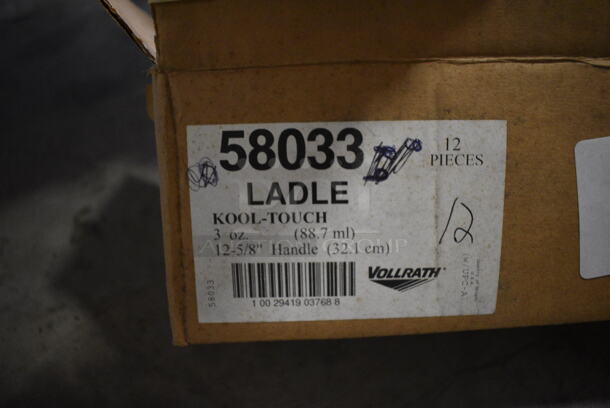 58033
12
PIECES
LADLE
KOOL-TOUCH
3 oz. (88.7 ml)
12-5/8" Handle (32.1 cm)
12
VOLLRATH
58033
1 00 29419 03768 8
W/UPC-A